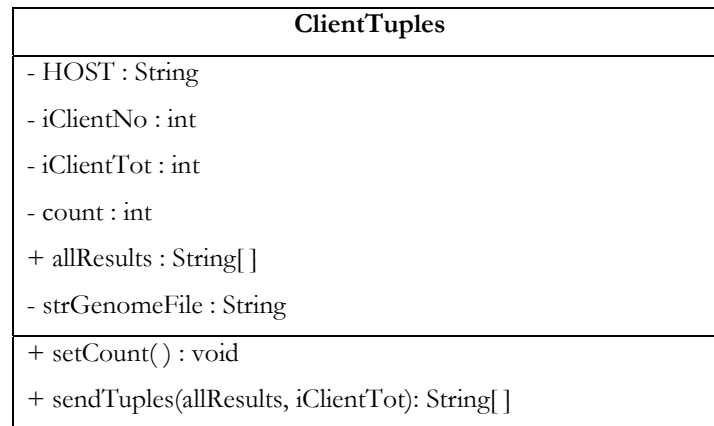 ClientTuples
- HOST : String
- iClientNo : int
- iClientTot : int
- count : int
+ allResults : String[ ]
- strGenomeFile : String
+ setCount( ) : void
+ sendTuples(allResults, iClientTot): String[ ]